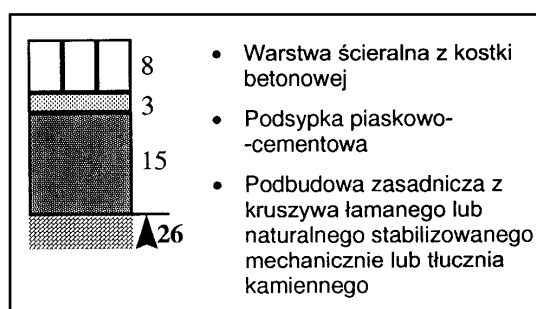 8
3
15
26
• Warstwa ścieralna z kostki
betonowej
• Podsypka piaskowo-
-cementowa
• Podbudowa zasadnicza z
kruszywa łamanego lub
naturalnego stabilizowanego
mechanicznie lub tłucznia
kamiennego